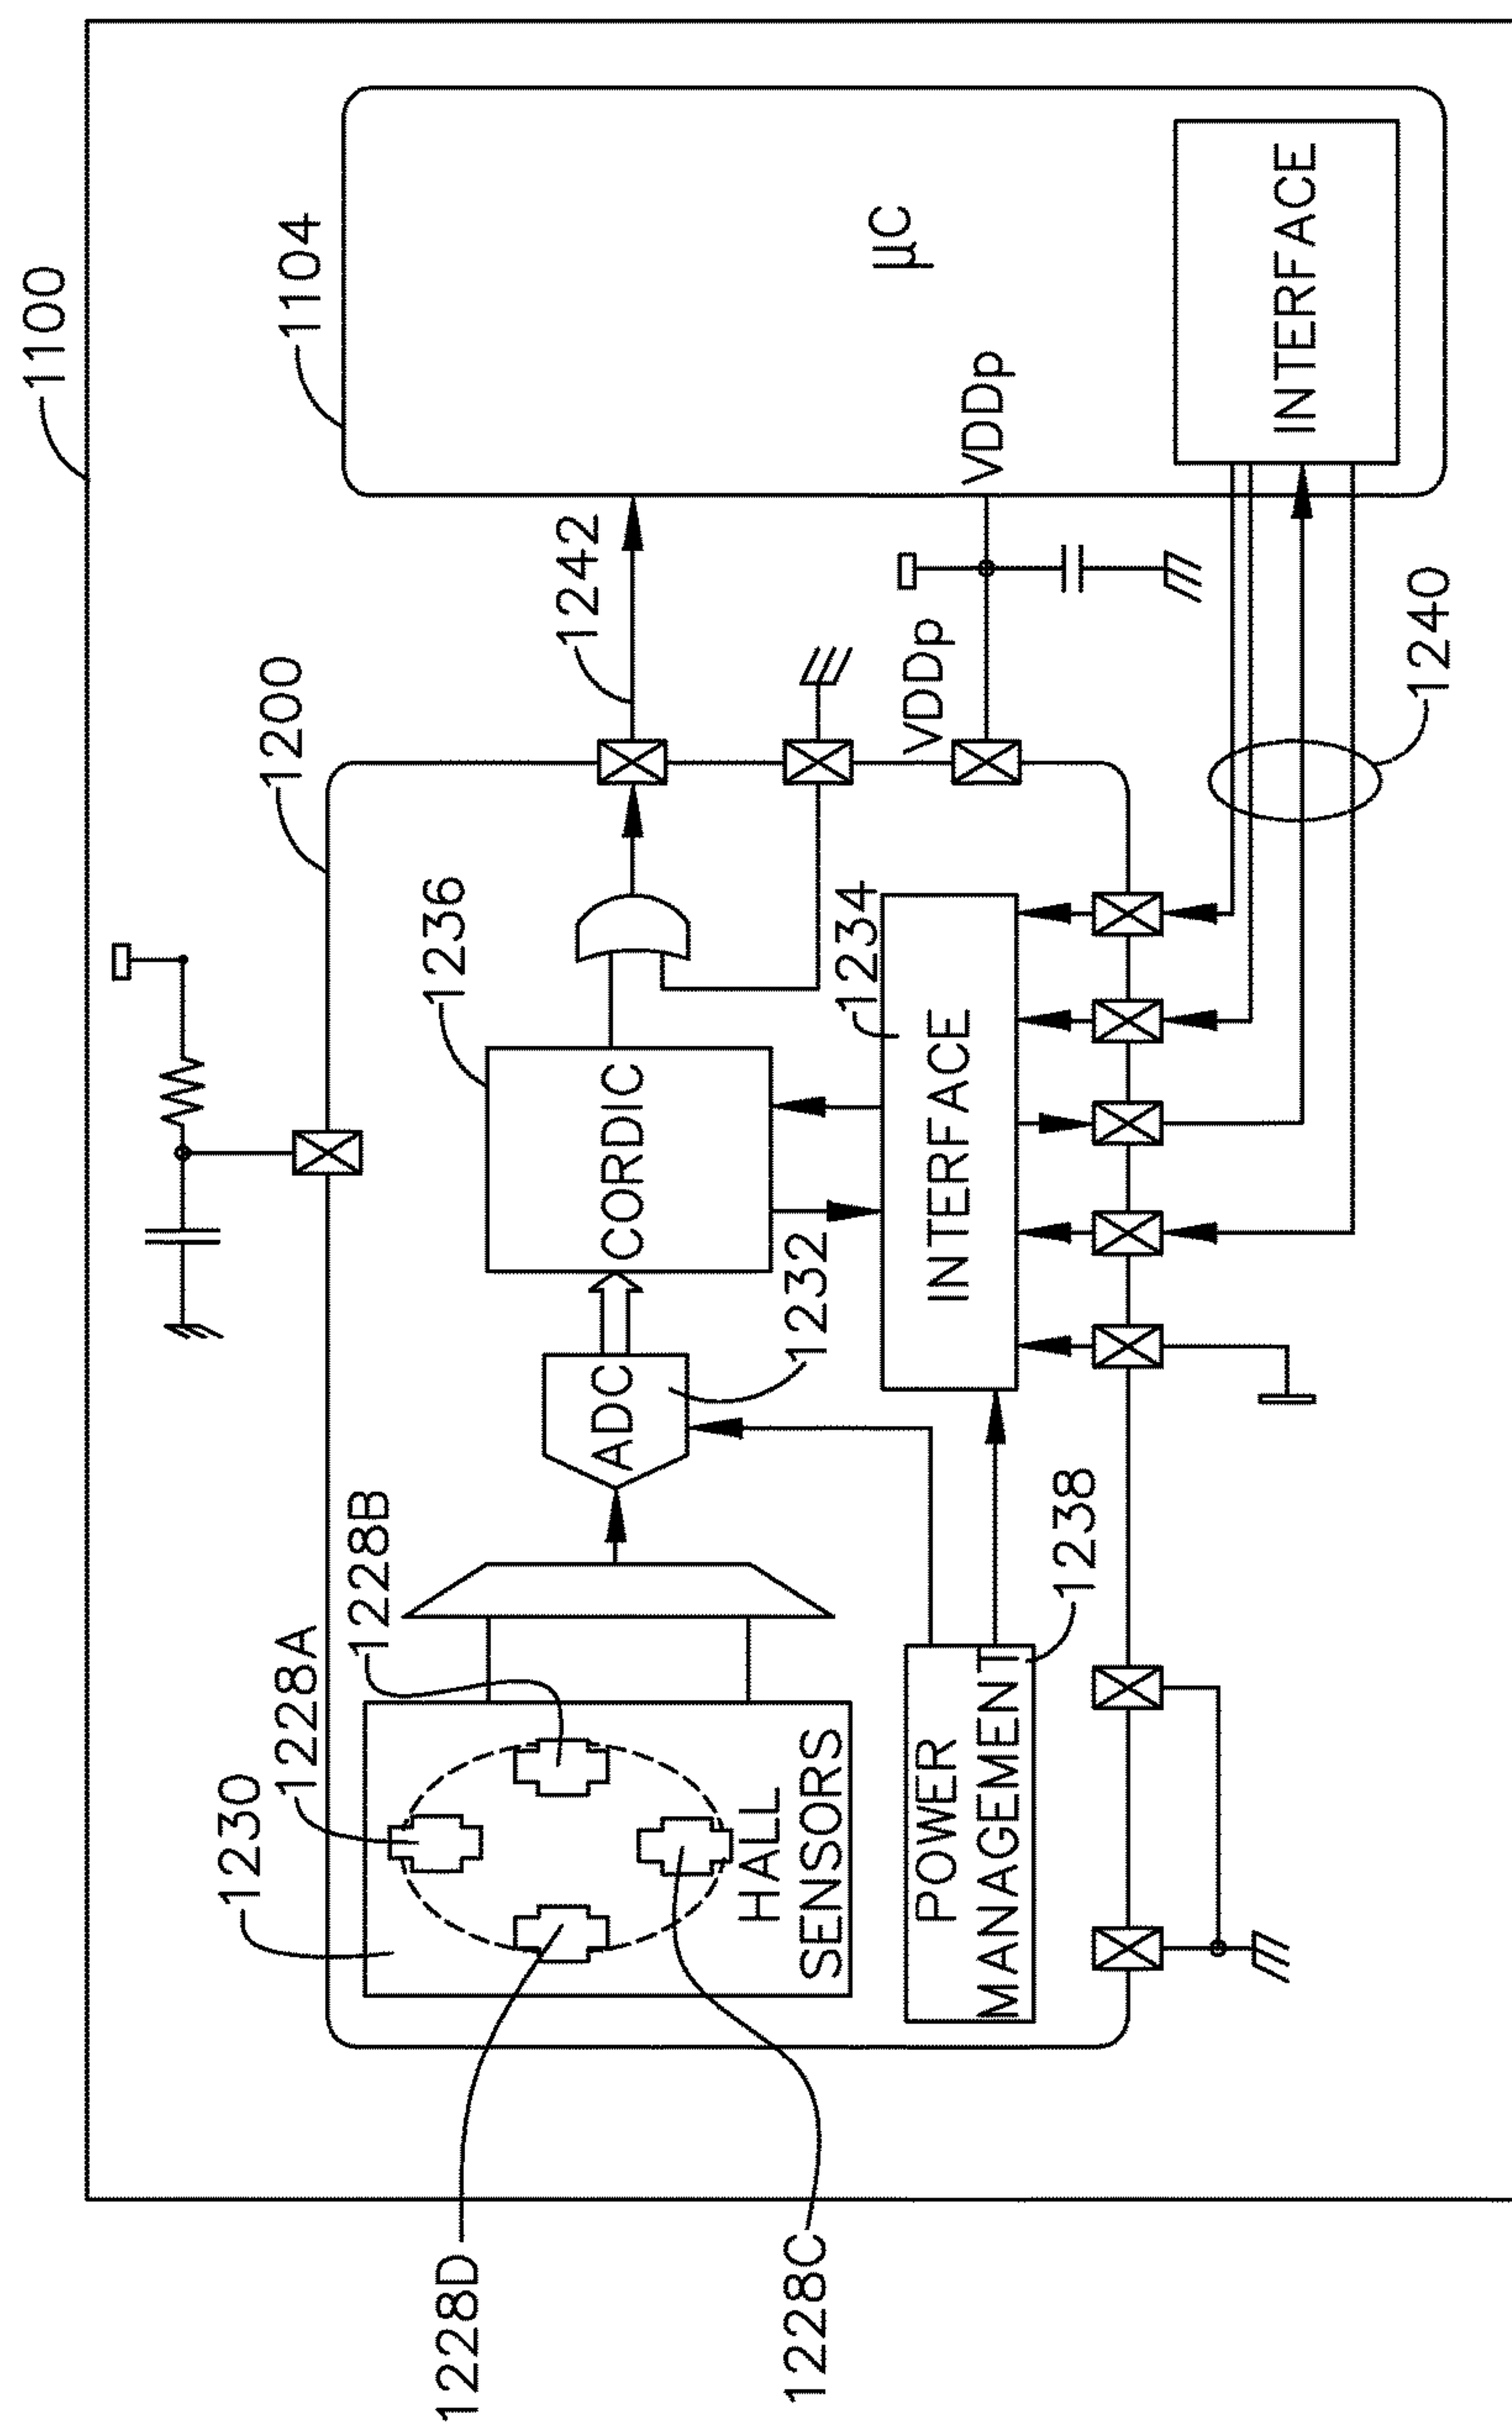 1100
1104
µC
INTERFACE
VDDp
1242
VDDp
1240
1200
1236
CORDIC
1234
INTERFACE
1232
ADC
1228B
1228A
1230
HALL
SENSORS
1238
POWER
MANAGEMENT
1228D
1228C